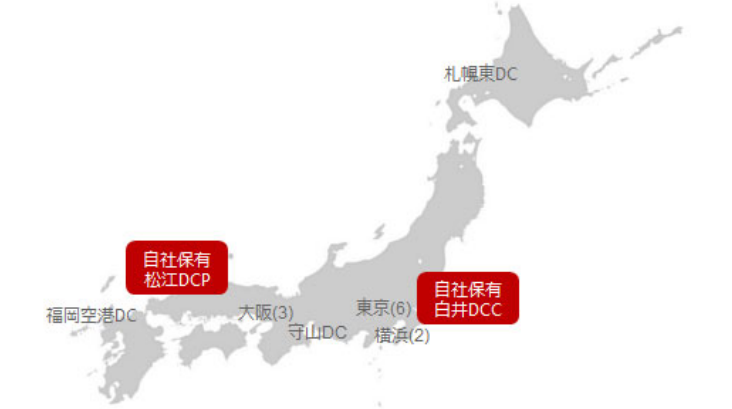 札幌東DC
自社保有
松江DCP
自社保有
白井DCC
福岡空港DC
大阪(3)
東京(6)
守山DC
横浜(2)